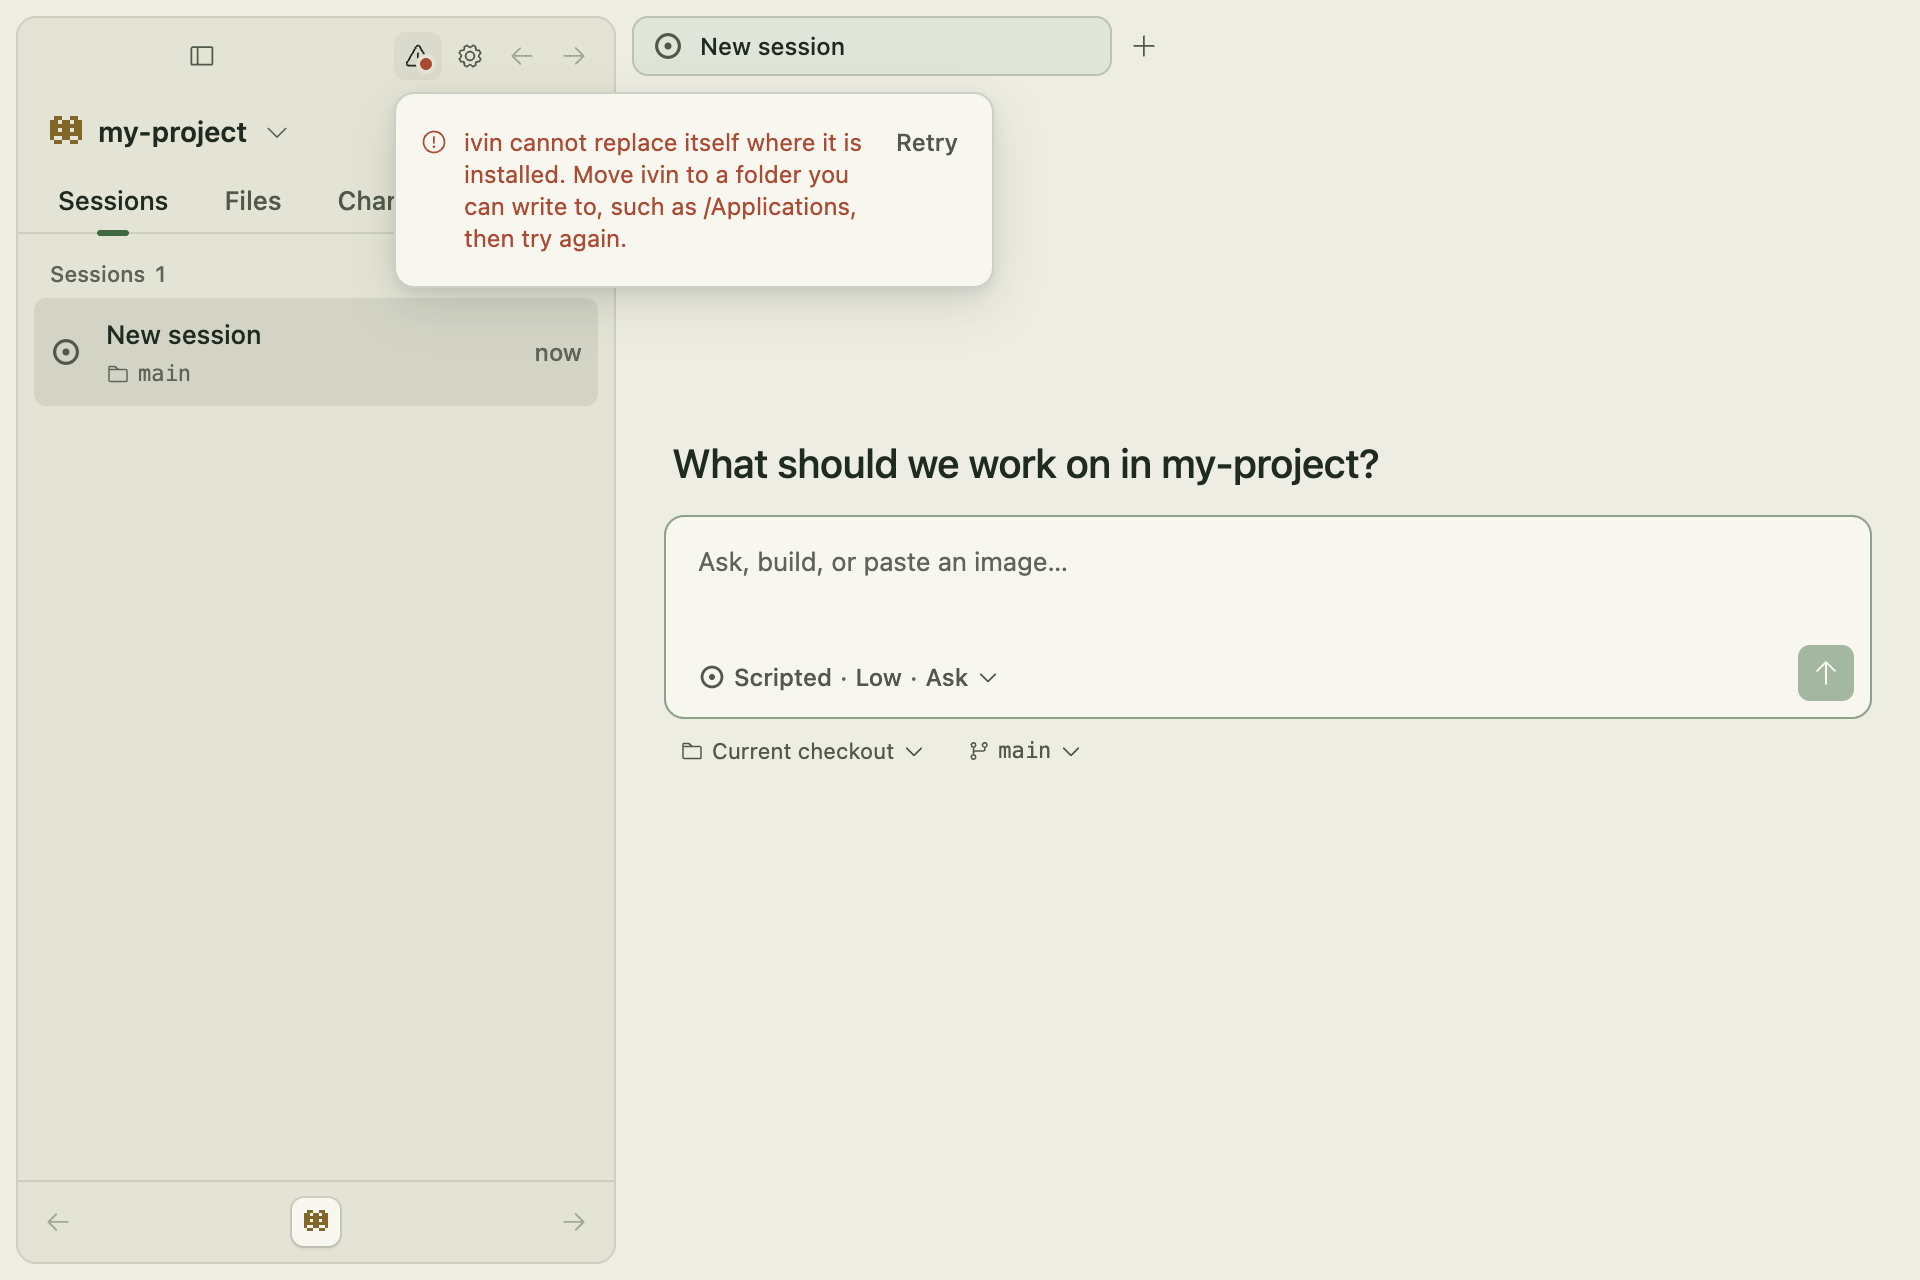 New session
my-project
ivin cannot replace itself where it is
installed. Move ivin to a folder you
can write to, such as /Applications,
then try again.
Retry
Sessions Files Char
Sessions 1
New session
main
now
What should we work on in my-project?
Ask, build, or paste an image...
Scripted · Low · Ask
Current checkout main